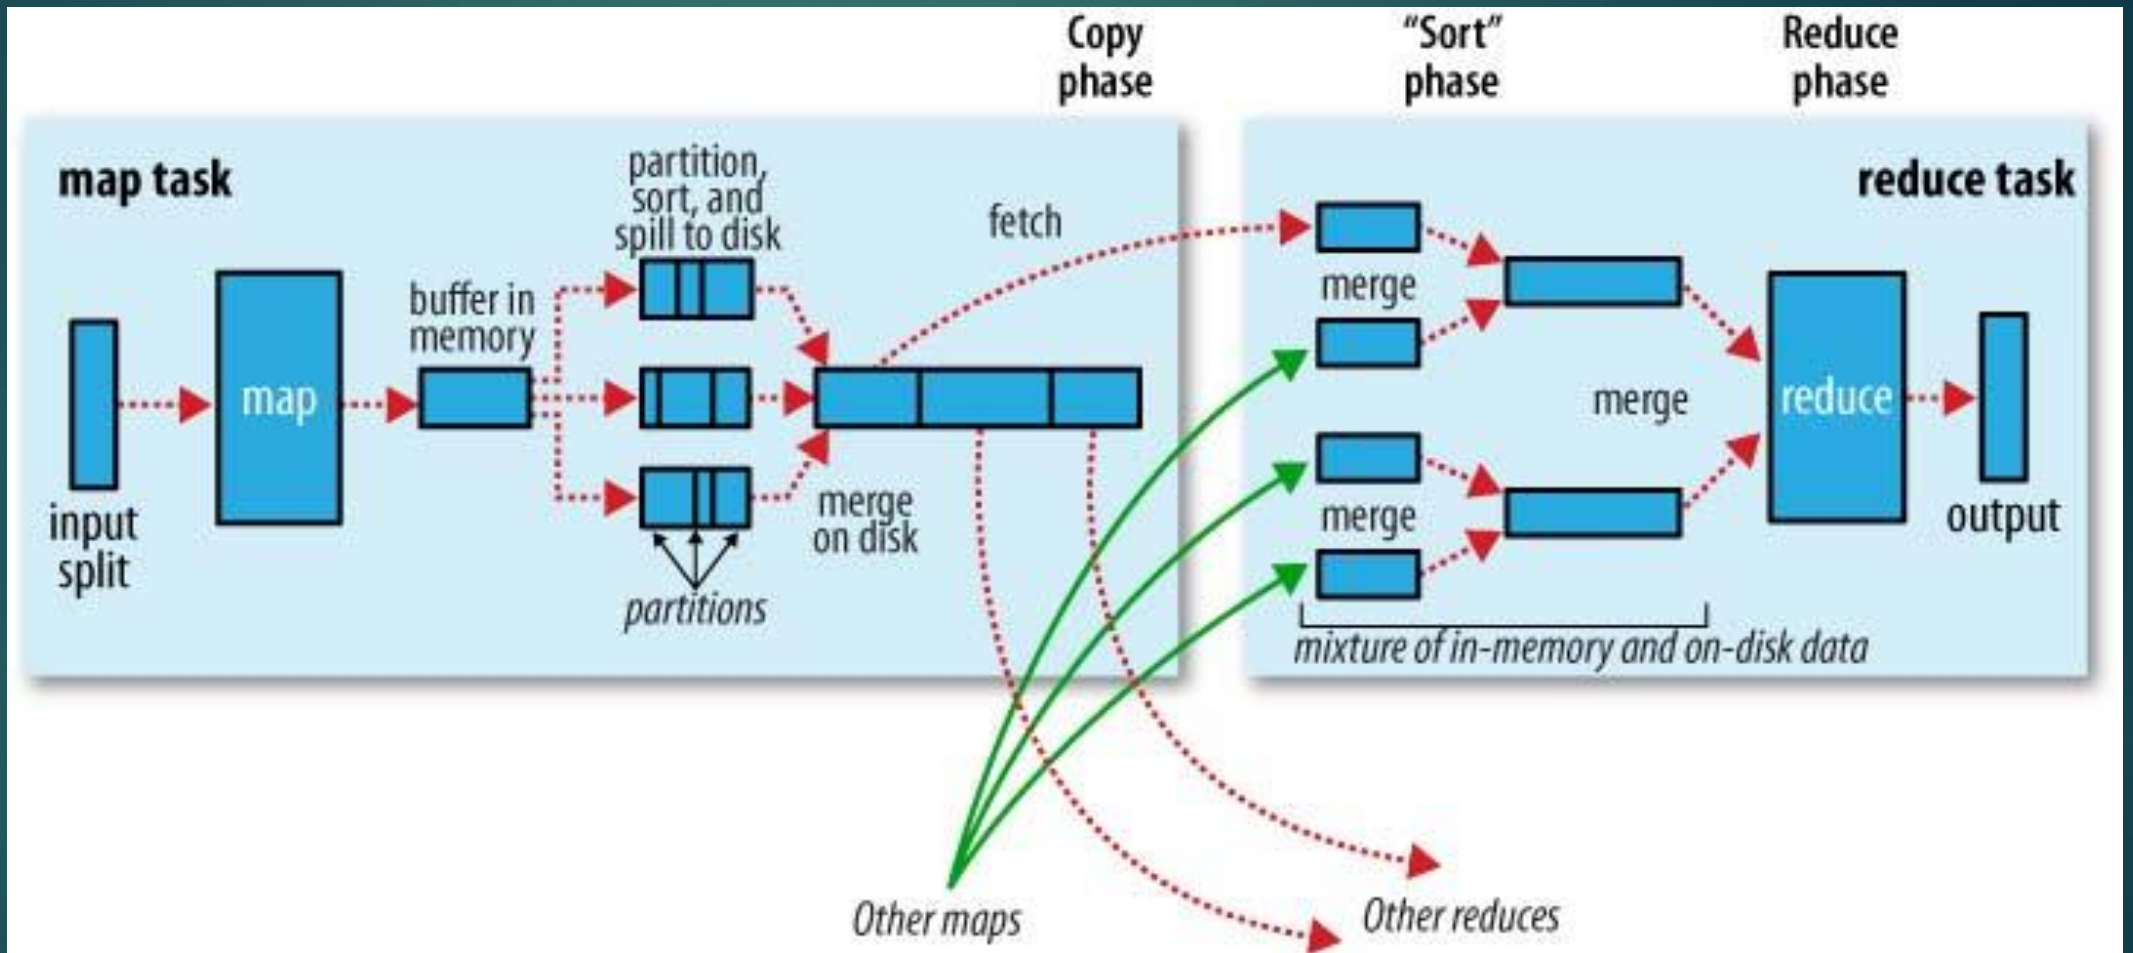 Copy
phase
“Sort”
phase
Reduce
phase
map task
partition,
sort, and
spill to disk
fetch
reduce task
buffer in
memory
merge
map
merge
reduce
input
split
merge
on disk
merge
output
partitions
mixture of in-memory and on-disk data
Other maps
Other reduces